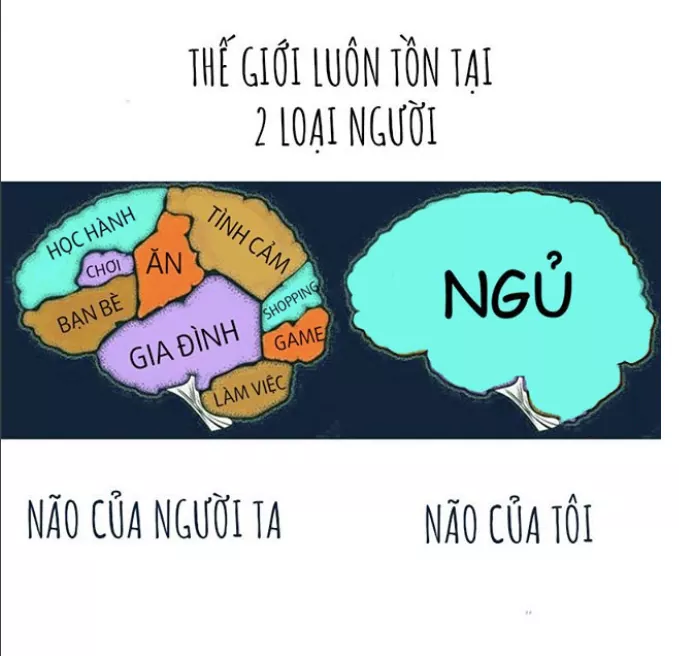 THẾ GIỚI LUÔN TỒN TẠI
2 LOẠI NGƯỜI
HỌC HÀNH
CHƠI
ĂN
TÌNH CẢM
BẠN BÈ
GIA ĐÌNH
SHOPPING
GAME
LÀM VIỆC
NGỦ
NÃO CỦA NGƯỜI TA
NÃO CỦA TÔI